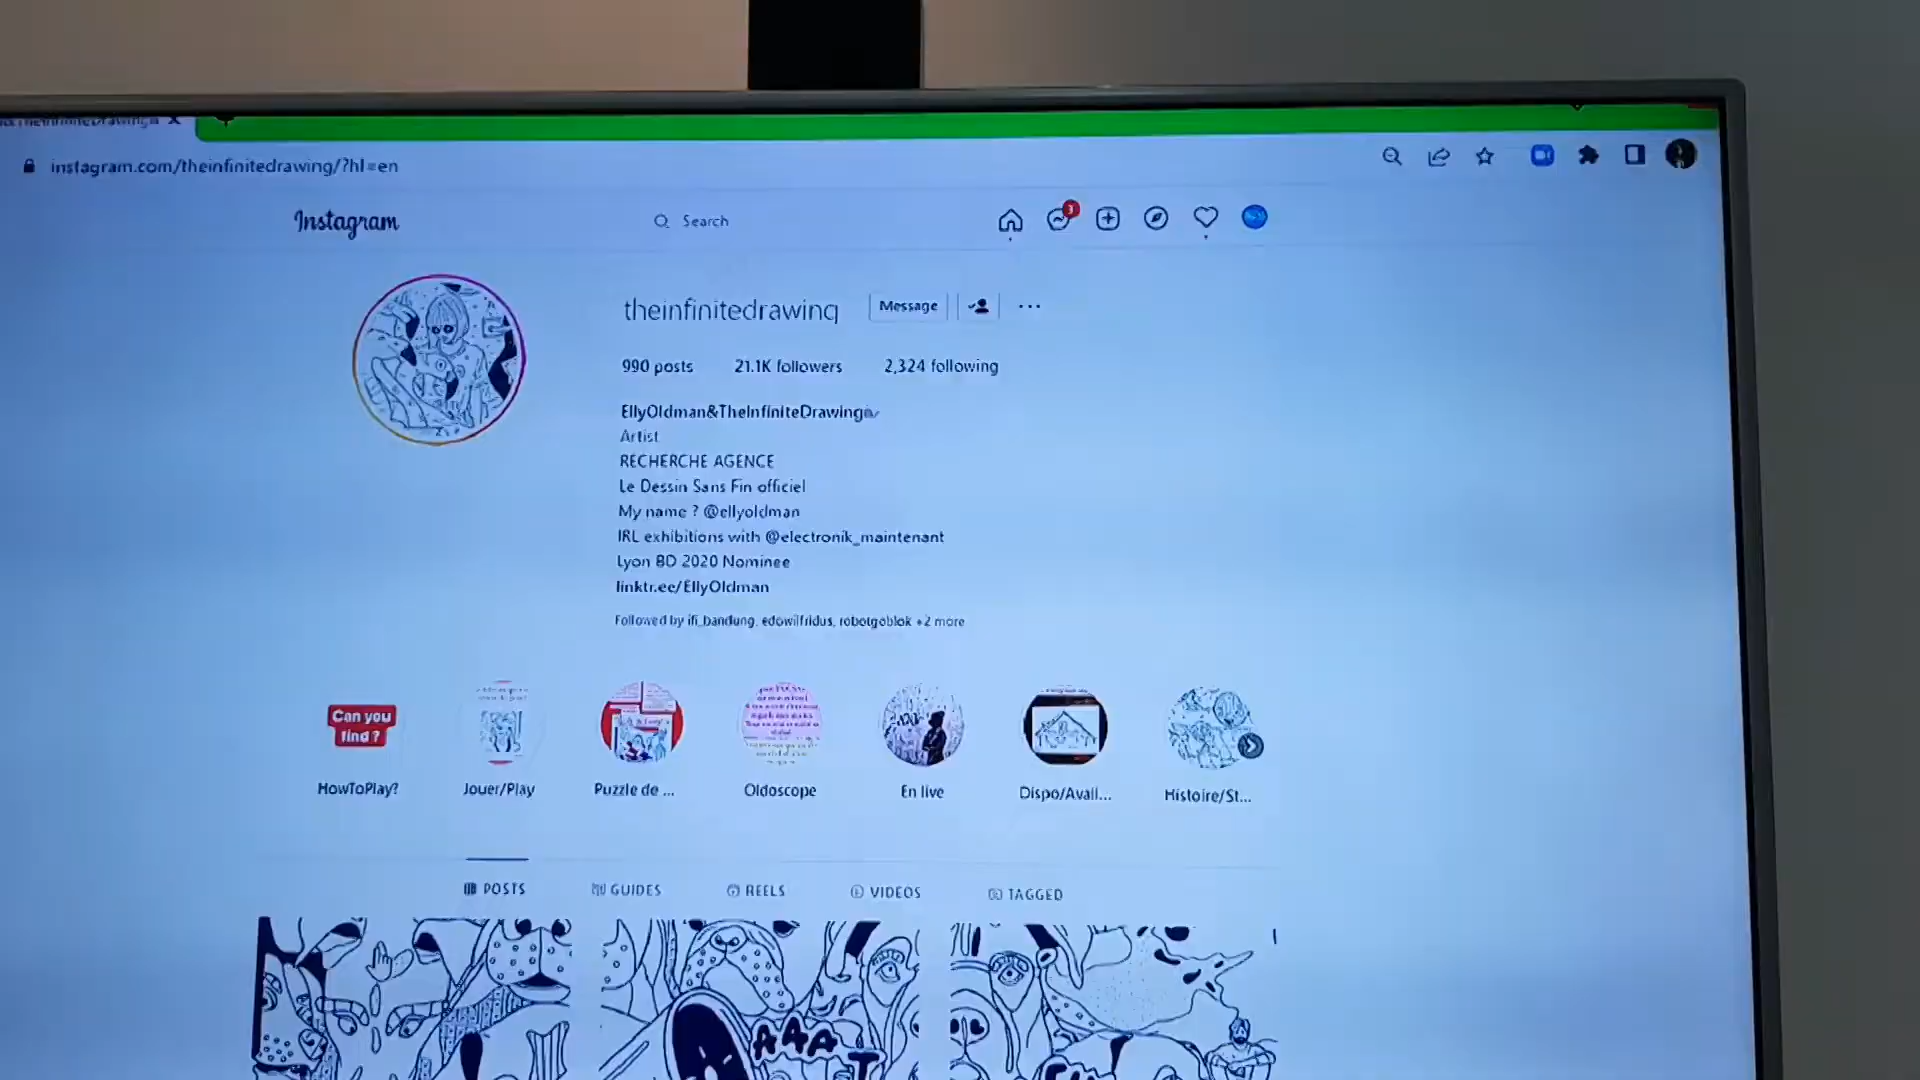 instagram.com/theinfinitedrawing/?hl=en
Instagram
Search
3
theinfinitedrawing
Message
990 posts 21.1K followers 2,324 following
EllyOldman&TheInfiniteDrawing
Artist
RECHERCHE AGENCE
Le Dessin Sans Fin officiel
My name ? @ellyoldman
IRL exhibitions with @electronik_maintenant
Lyon BD 2020 Nominee
linktr.ee/EllyOldman
Followed by ifi_bandung, edowilfridus, robotgoblok +2 more
Can you
find ?
HowToPlay? Jouer/Play Puzzle de ... Oldoscope En live Dispo/Avail... Histoire/St...
POSTS GUIDES REELS VIDEOS TAGGED
AAA